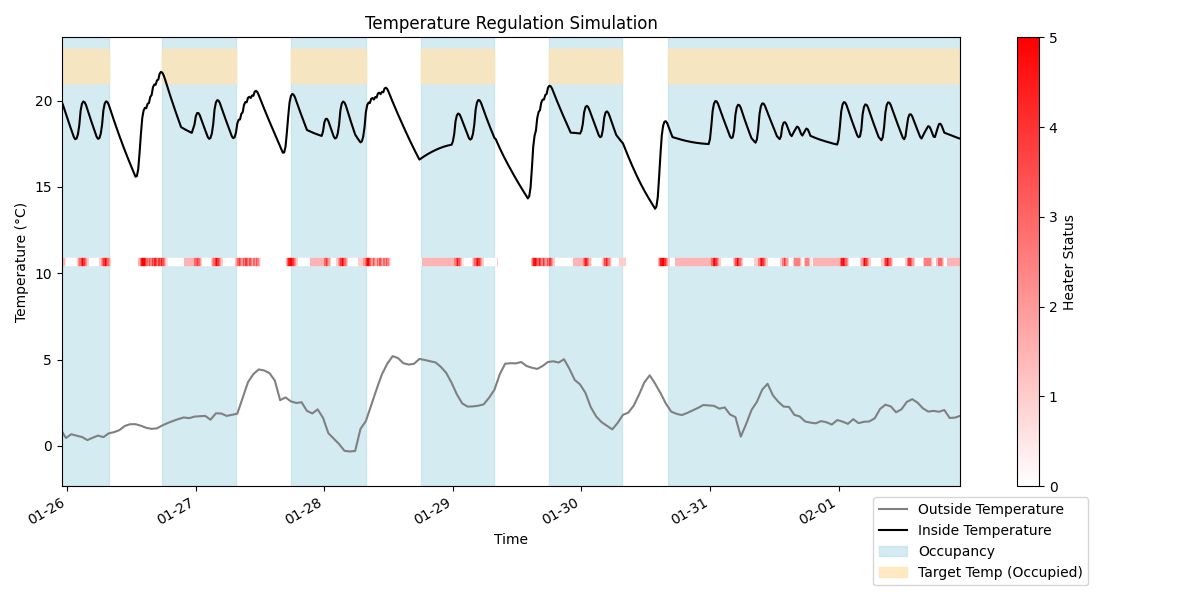 Temperature Regulation Simulation
Temperature (°C)
20
15
10
5
0
01-26
01-27
01-28
01-29
01-30
01-31
02-01
Time
5
4
3
2
1
0
Heater Status
Outside Temperature
Inside Temperature
Occupancy
Target Temp (Occupied)